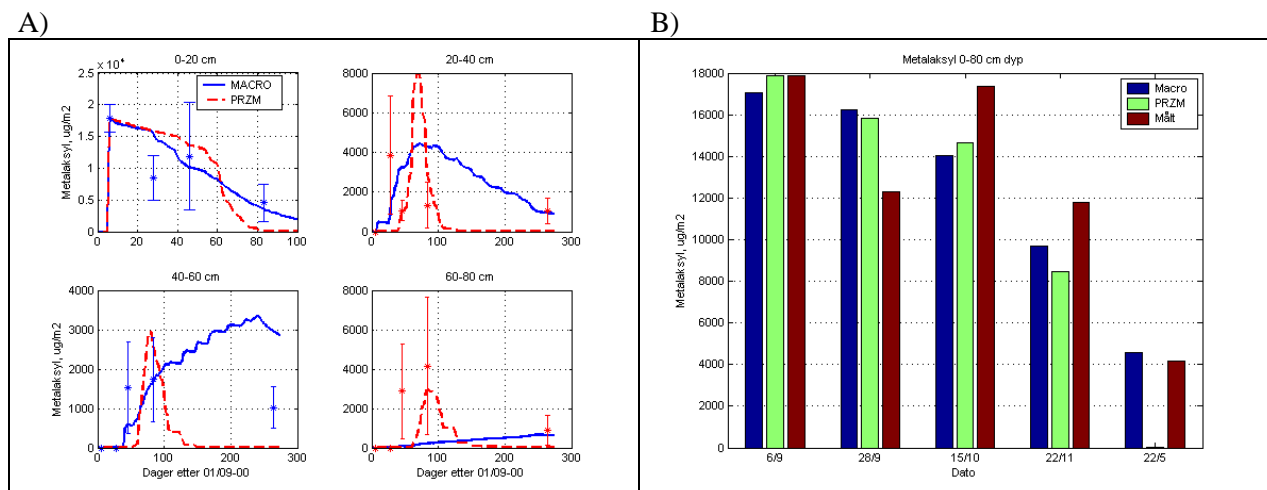 A)
B)
0-20 cm
x 10⁴
Metalaksyl, ug/m2
2.5
2
1.5
1
0.5
0
0 20 40 60 80 100
MACRO
PRZM
20-40 cm
8000
6000
4000
2000
0
0 100 200 300
40-60 cm
Metalaksyl, ug/m2
4000
3000
2000
1000
0
0 100 200 300
Dager etter 01/09-00
60-80 cm
8000
6000
4000
2000
0
0 100 200 300
Dager etter 01/09-00
Metalaksyl 0-80 cm dyp
Metalaksyl, ug/m2
18000
16000
14000
12000
10000
8000
6000
4000
2000
0
6/9 28/9 15/10 22/11 22/5
Dato
Macro
PRZM
Målt